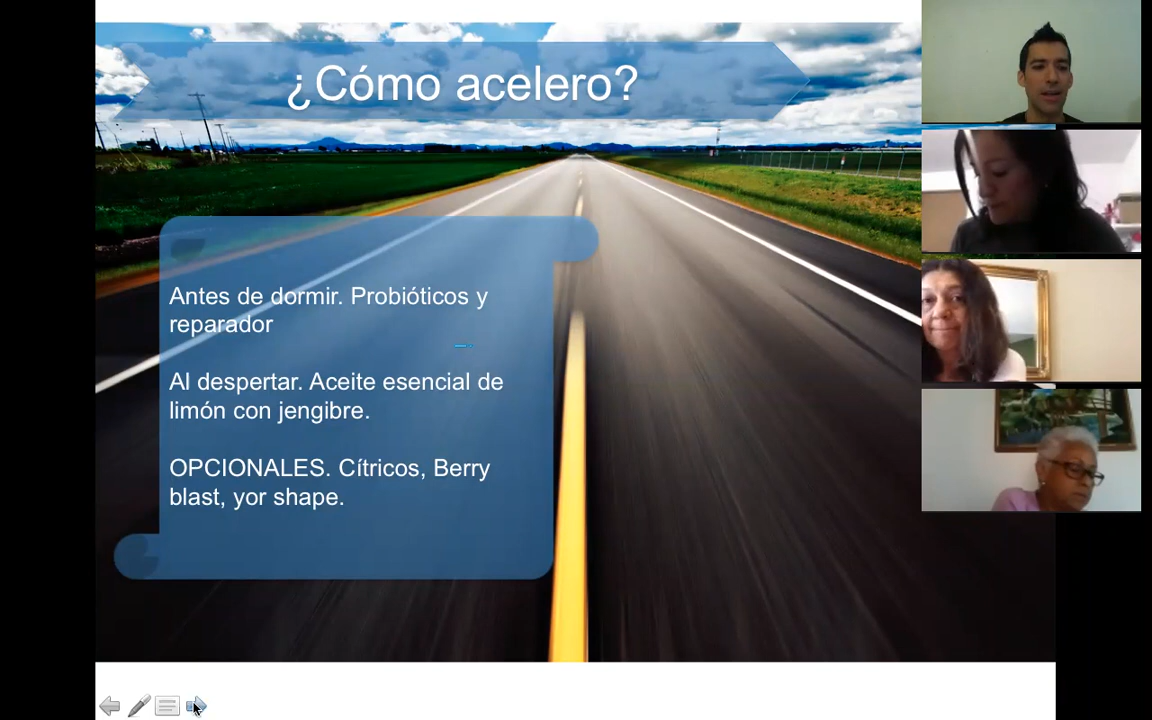 ¿Cómo acelero?
Antes de dormir. Probióticos y
reparador
Al despertar. Aceite esencial de
limón con jengibre.
OPCIONALES. Cítricos, Berry
blast, yor shape.